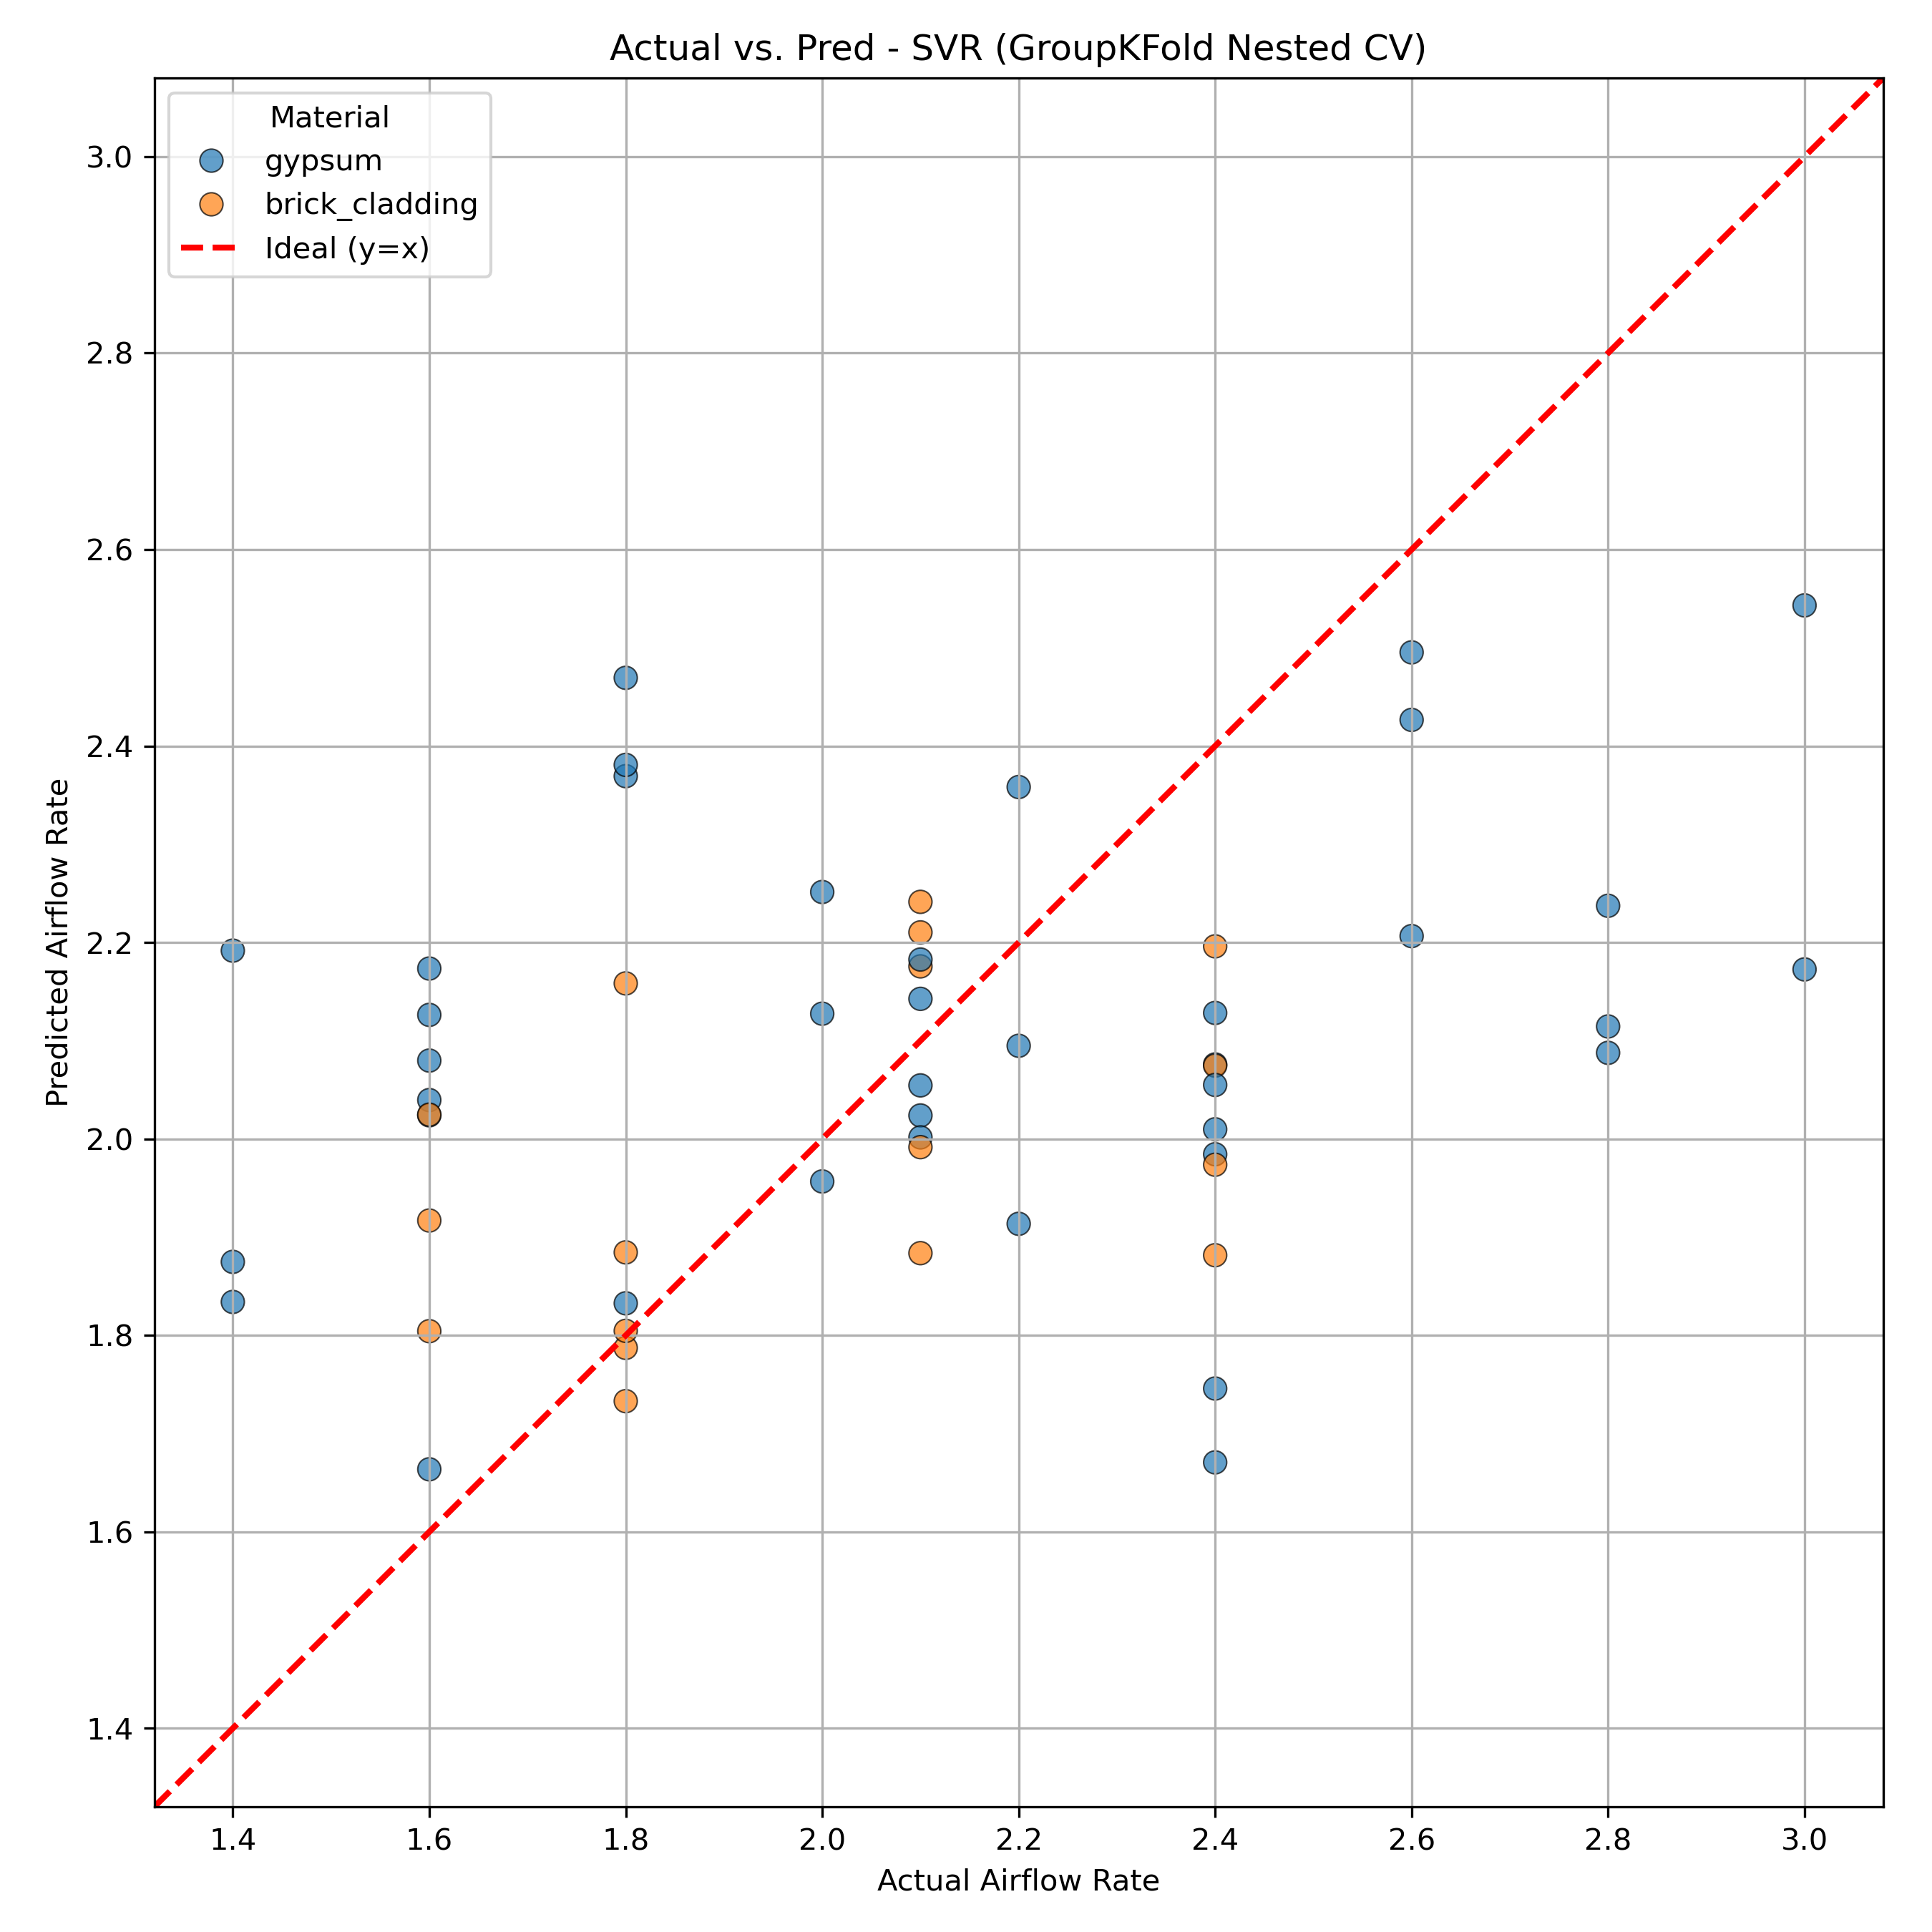 Actual vs. Pred - SVR (GroupKFold Nested CV)
Material
gypsum
brick_cladding
Ideal (y=x)
3.0
2.8
2.6
2.4
2.2
2.0
1.8
1.6
1.4
Predicted Airflow Rate
1.4 1.6 1.8 2.0 2.2 2.4 2.6 2.8 3.0
Actual Airflow Rate